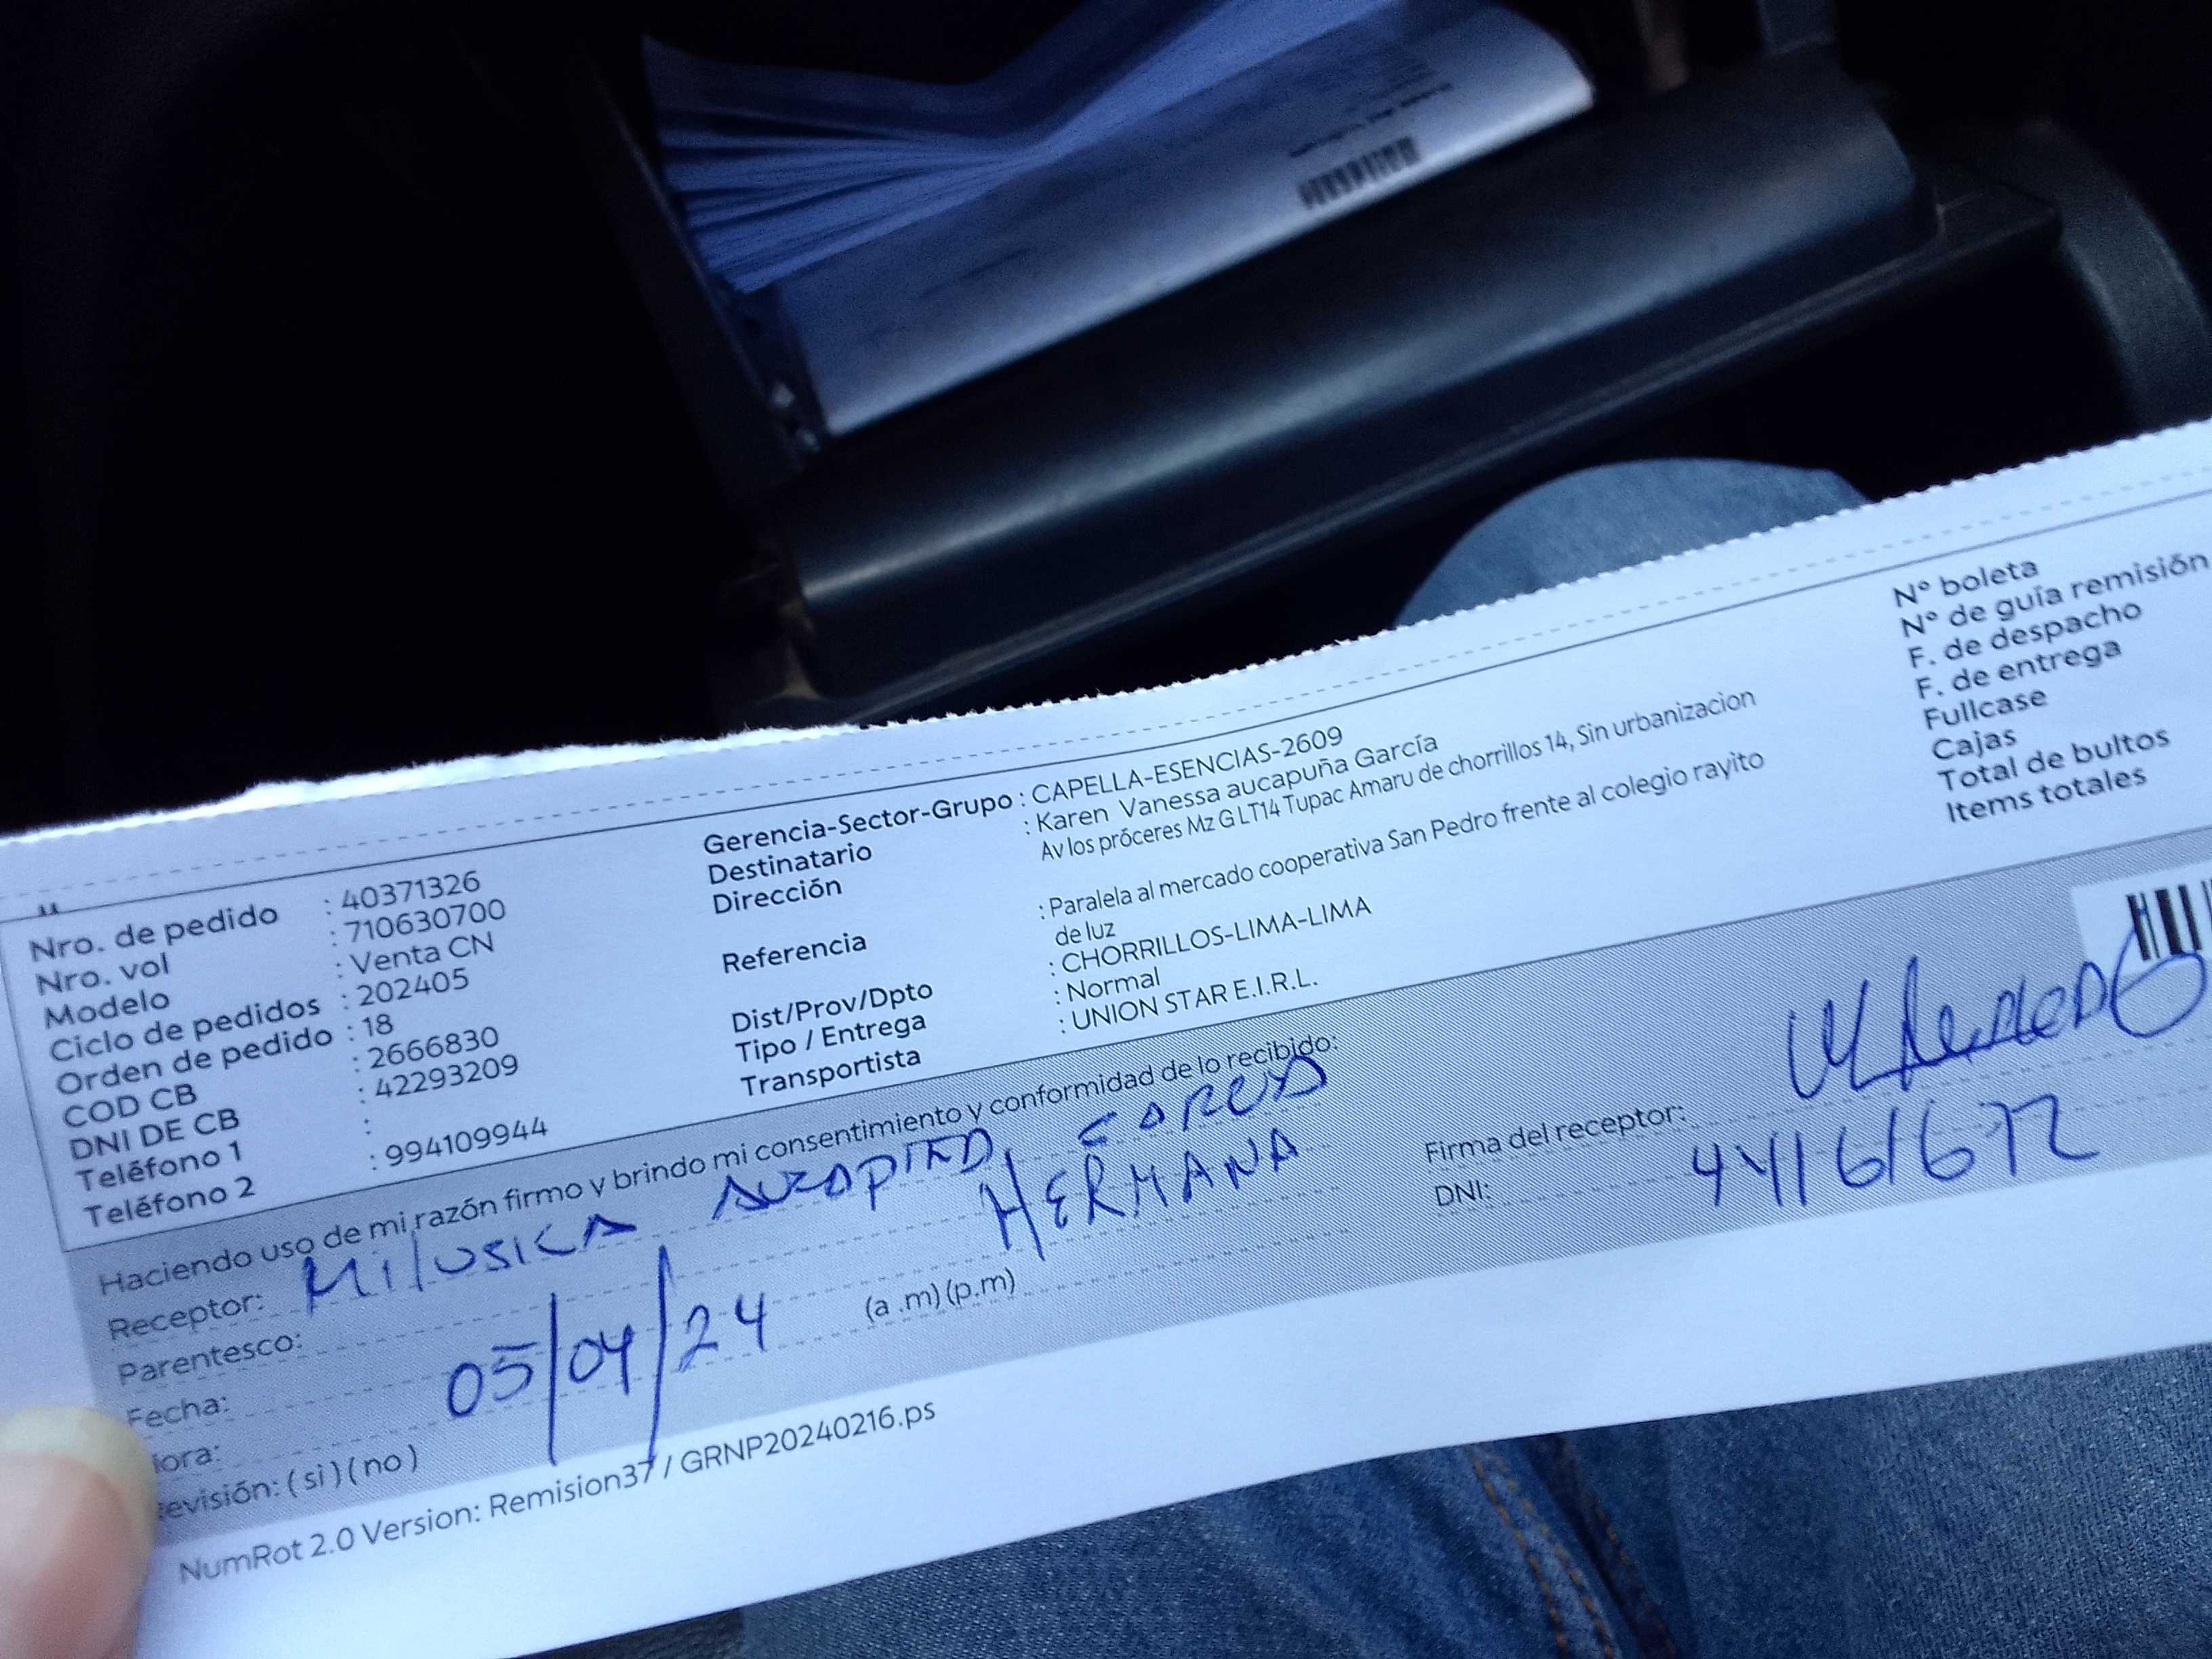 Nro. de pedido : 40371326
Nro. vol : 710630700
Modelo : Venta CN
Ciclo de pedidos : 202405
Orden de pedido : 18
COD CB : 2666830
DNI DE CB : 42293209
Teléfono 1 :
Teléfono 2 : 994109944
Gerencia-Sector-Grupo : CAPELLA-ESENCIAS-2609
Destinatario : Karen Vanessa aucapuña García
Dirección Av los próceres Mz G LT14 Tupac Amaru de chorrillos 14, Sin urbanizacion
Referencia : Paralela al mercado cooperativa San Pedro frente al colegio rayito
de luz
Dist/Prov/Dpto : CHORRILLOS-LIMA-LIMA
Tipo / Entrega : Normal
Transportista : UNION STAR E.I.R.L.
N° boleta
N° de guía remisión
F. de despacho
F. de entrega
Fullcase
Cajas
Total de bultos
Items totales
Haciendo uso de mi razón firmo y brindo mi consentimiento y conformidad de lo recibido:
Receptor: MilusKA
Parentesco: HERMANA
Fecha: 05/04/24
Hora: (a .m) (p.m)
Revisión: ( si ) ( no )
Firma del receptor:
DNI: 44161672
NumRot 2.0 Version: Remision37 / GRNP20240216.ps